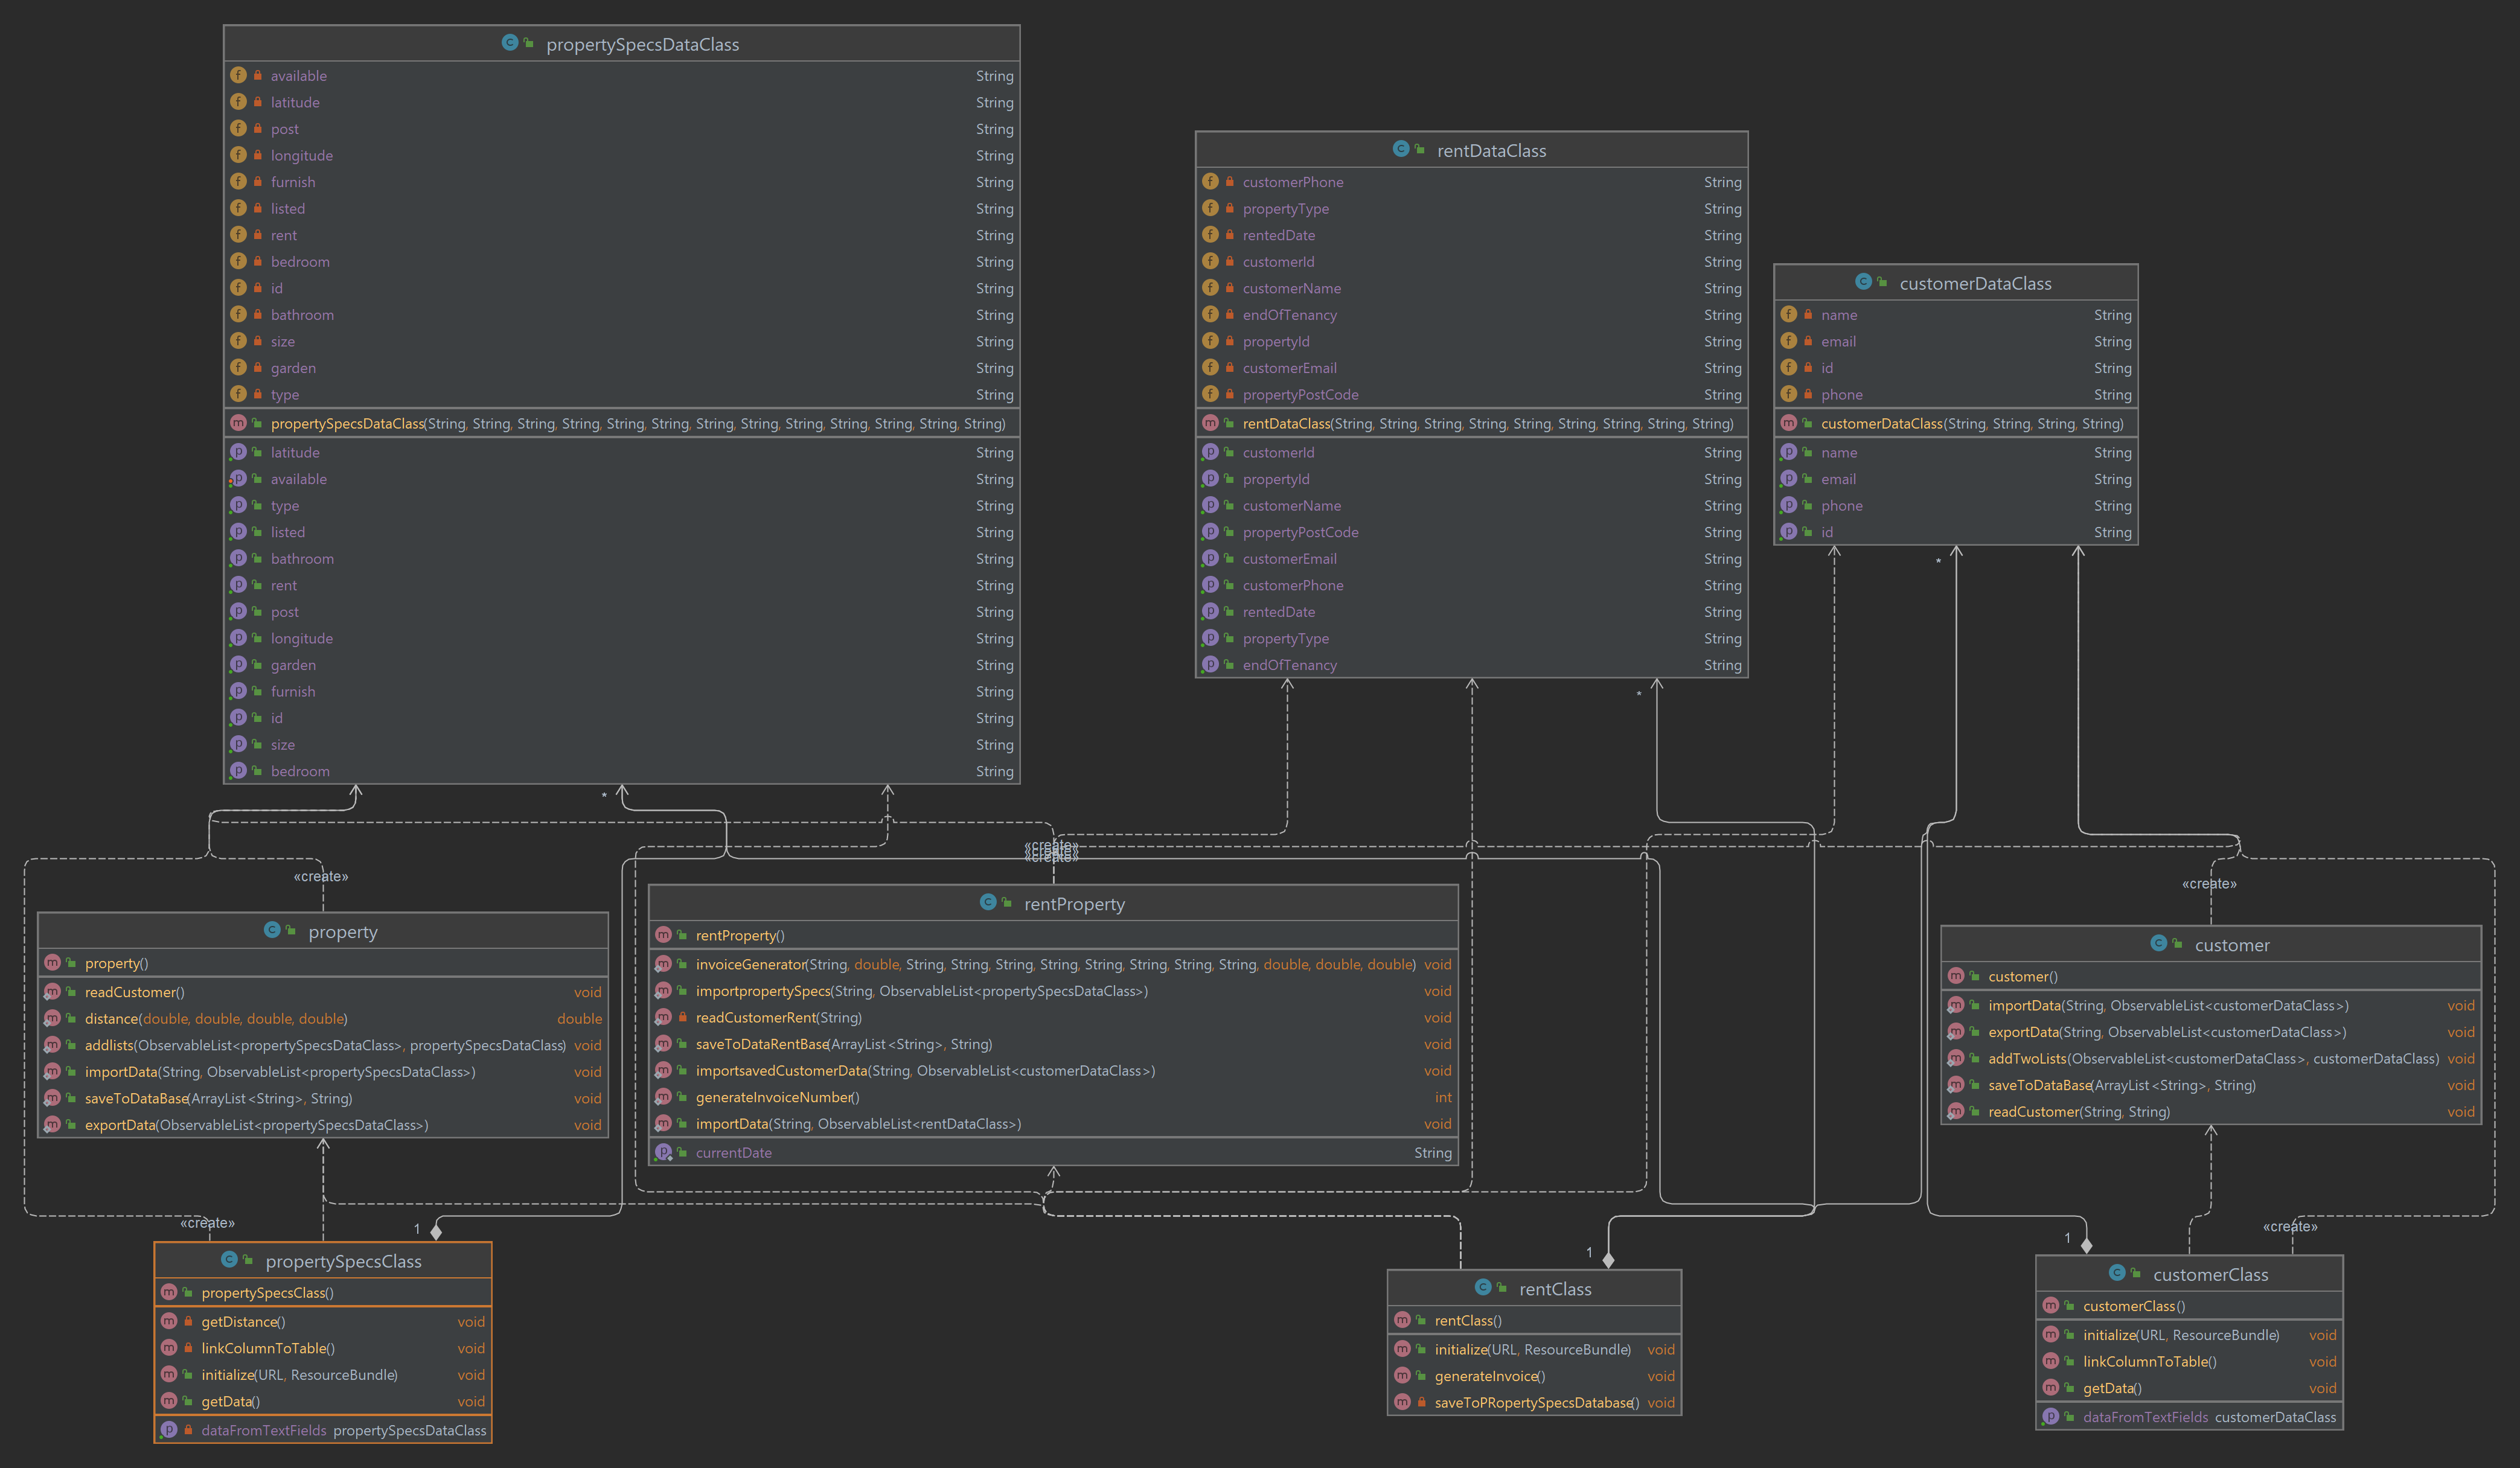 propertySpecsDataClass
available String
latitude String
post String
longitude String
furnish String
listed String
rent String
bedroom String
id String
bathroom String
size String
garden String
type String
propertySpecsDataClass(String, String, String, String, String, String, String, String, String, String, String, String, String)
latitude String
available String
type String
listed String
bathroom String
rent String
post String
longitude String
garden String
furnish String
id String
size String
bedroom String
rentDataClass
customerPhone String
propertyType String
rentedDate String
customerId String
customerName String
endOfTenancy String
propertyId String
customerEmail String
propertyPostCode String
rentDataClass(String, String, String, String, String, String, String, String, String)
customerId String
propertyId String
customerName String
propertyPostCode String
customerEmail String
customerPhone String
rentedDate String
propertyType String
endOfTenancy String
customerDataClass
name String
email String
id String
phone String
customerDataClass(String, String, String, String)
name String
email String
phone String
id String
*
*
*
«create»
«create»
«create»
«create»
«create»
property
property()
readCustomer() void
distance(double, double, double, double) double
addlists(ObservableList<propertySpecsDataClass>, propertySpecsDataClass) void
importData(String, ObservableList<propertySpecsDataClass>) void
saveToDataBase(ArrayList<String>, String) void
exportData(ObservableList<propertySpecsDataClass>) void
rentProperty
rentProperty()
invoiceGenerator(String, double, String, String, String, String, String, String, String, String, double, double, double) void
importpropertySpecs(String, ObservableList<propertySpecsDataClass>) void
readCustomerRent(String) void
saveToDataRentBase(ArrayList<String>, String) void
importsavedCustomerData(String, ObservableList<customerDataClass>) void
generateInvoiceNumber() int
importData(String, ObservableList<rentDataClass>) void
currentDate String
customer
customer()
importData(String, ObservableList<customerDataClass>) void
exportData(String, ObservableList<customerDataClass>) void
addTwoLists(ObservableList<customerDataClass>, customerDataClass) void
saveToDataBase(ArrayList<String>, String) void
readCustomer(String, String) void
«create»
1
1
1
«create»
propertySpecsClass
propertySpecsClass()
getDistance() void
linkColumnToTable() void
initialize(URL, ResourceBundle) void
getData() void
dataFromTextFields propertySpecsDataClass
rentClass
rentClass()
initialize(URL, ResourceBundle) void
generateInvoice() void
saveToPRopertySpecsDatabase() void
customerClass
customerClass()
initialize(URL, ResourceBundle) void
linkColumnToTable() void
getData() void
dataFromTextFields customerDataClass